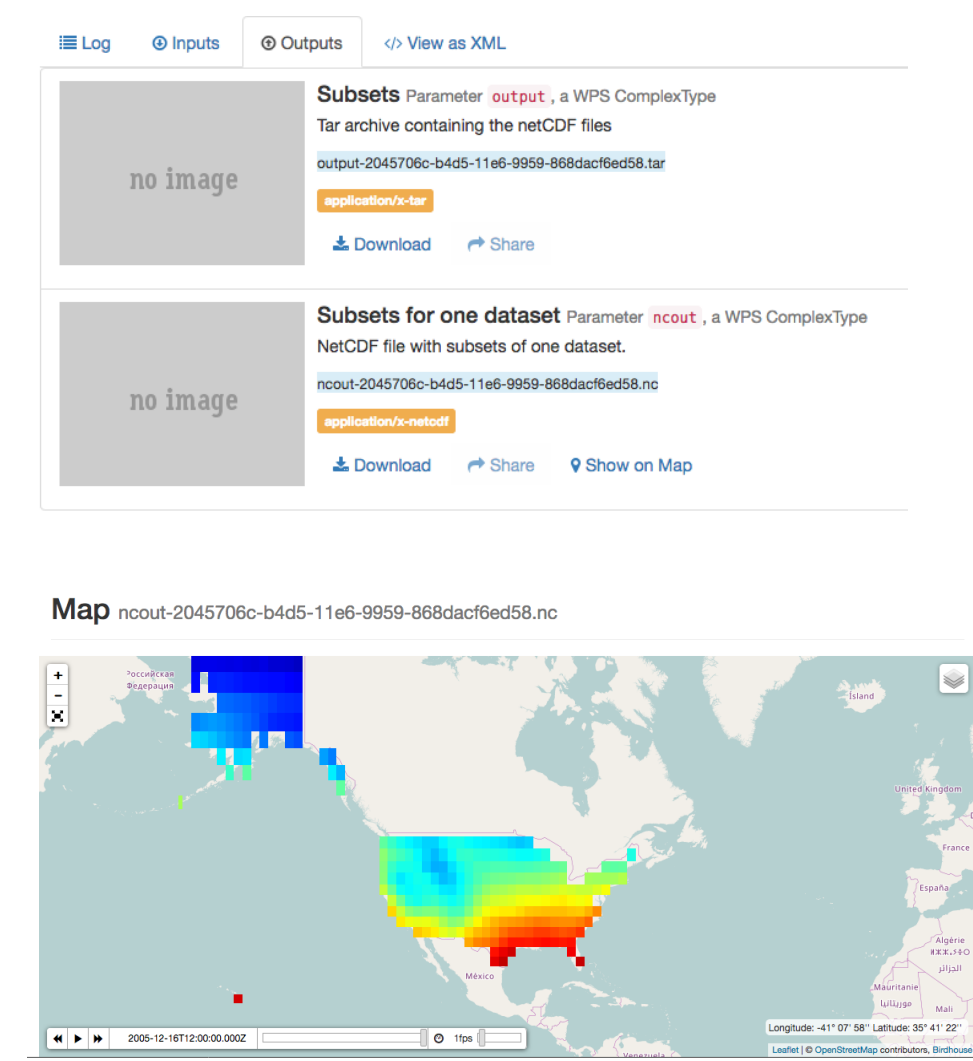 Log Inputs Outputs </> View as XML
no image
Subsets Parameter output , a WPS ComplexType
Tar archive containing the netCDF files
output-2045706c-b4d5-11e6-9959-868dacf6ed58.tar
application/x-tar
Download Share
no image
Subsets for one dataset Parameter ncout , a WPS ComplexType
NetCDF file with subsets of one dataset.
ncout-2045706c-b4d5-11e6-9959-868dacf6ed58.nc
application/x-netcdf
Download Share Show on Map
Map ncout-2045706c-b4d5-11e6-9959-868dacf6ed58.nc
+
-
Российская
Федерация
Ísland
United Kingdom
France
España
Algérie
الجزائر
Mauritanie
Mali
México
Venezuela
2005-12-16T12:00:00.000Z 1fps
Longitude: -41° 07' 58'' Latitude: 35° 41' 22''
Leaflet | © OpenStreetMap contributors, Birdhouse